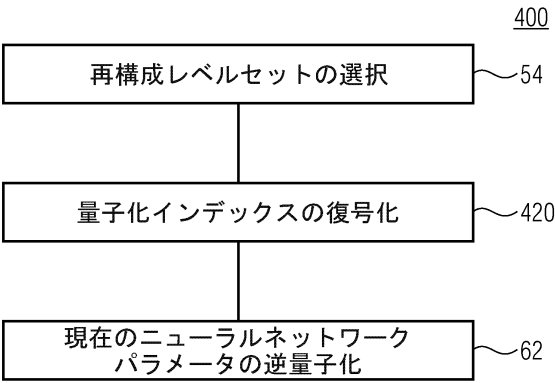 400
再構成レベルセットの選択
54
量子化インデックスの復号化
420
現在のニューラルネットワーク
パラメータの逆量子化
62